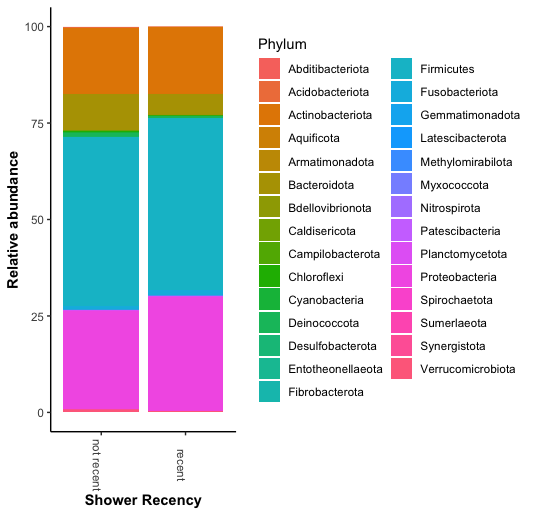 100
75
50
25
0
Relative abundance
not recent
recent
Shower Recency
Phylum
Abditibacteriota
Acidobacteriota
Actinobacteriota
Aquificota
Armatimonadota
Bacteroidota
Bdellovibrionota
Caldisericota
Campilobacterota
Chloroflexi
Cyanobacteria
Deinococcota
Desulfobacterota
Entotheonellaeota
Fibrobacterota
Firmicutes
Fusobacteriota
Gemmatimonadota
Latescibacterota
Methylomirabilota
Myxococcota
Nitrospirota
Patescibacteria
Planctomycetota
Proteobacteria
Spirochaetota
Sumerlaeota
Synergistota
Verrucomicrobiota